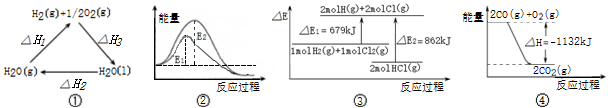 H2(g)+1/2O2(g)
△H1
△H3
H2O(g)
H2O(l)
△H2
①
能量
E2
E1
反应过程
②
△E
2molH(g)+2molCl(g)
△E1=679kJ
△E2=862kJ
1molH2(g)+1molCl2(g)
2molHCl(g)
反应过程
③
能量
2CO(g)+O2(g)
△H=-1132kJ
2CO2(g)
反应过程
④